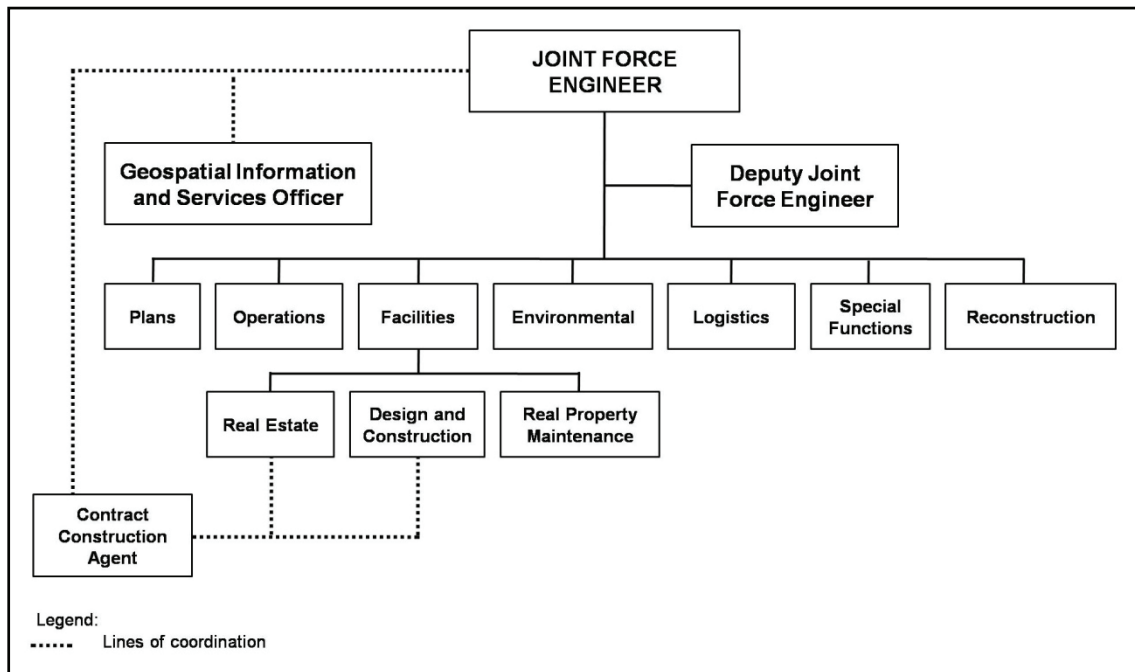 JOINT FORCE
ENGINEER
Geospatial Information
and Services Officer
Deputy Joint
Force Engineer
Plans
Operations
Facilities
Environmental
Logistics
Special
Functions
Reconstruction
Real Estate
Design and
Construction
Real Property
Maintenance
Contract
Construction
Agent
Legend:
Lines of coordination